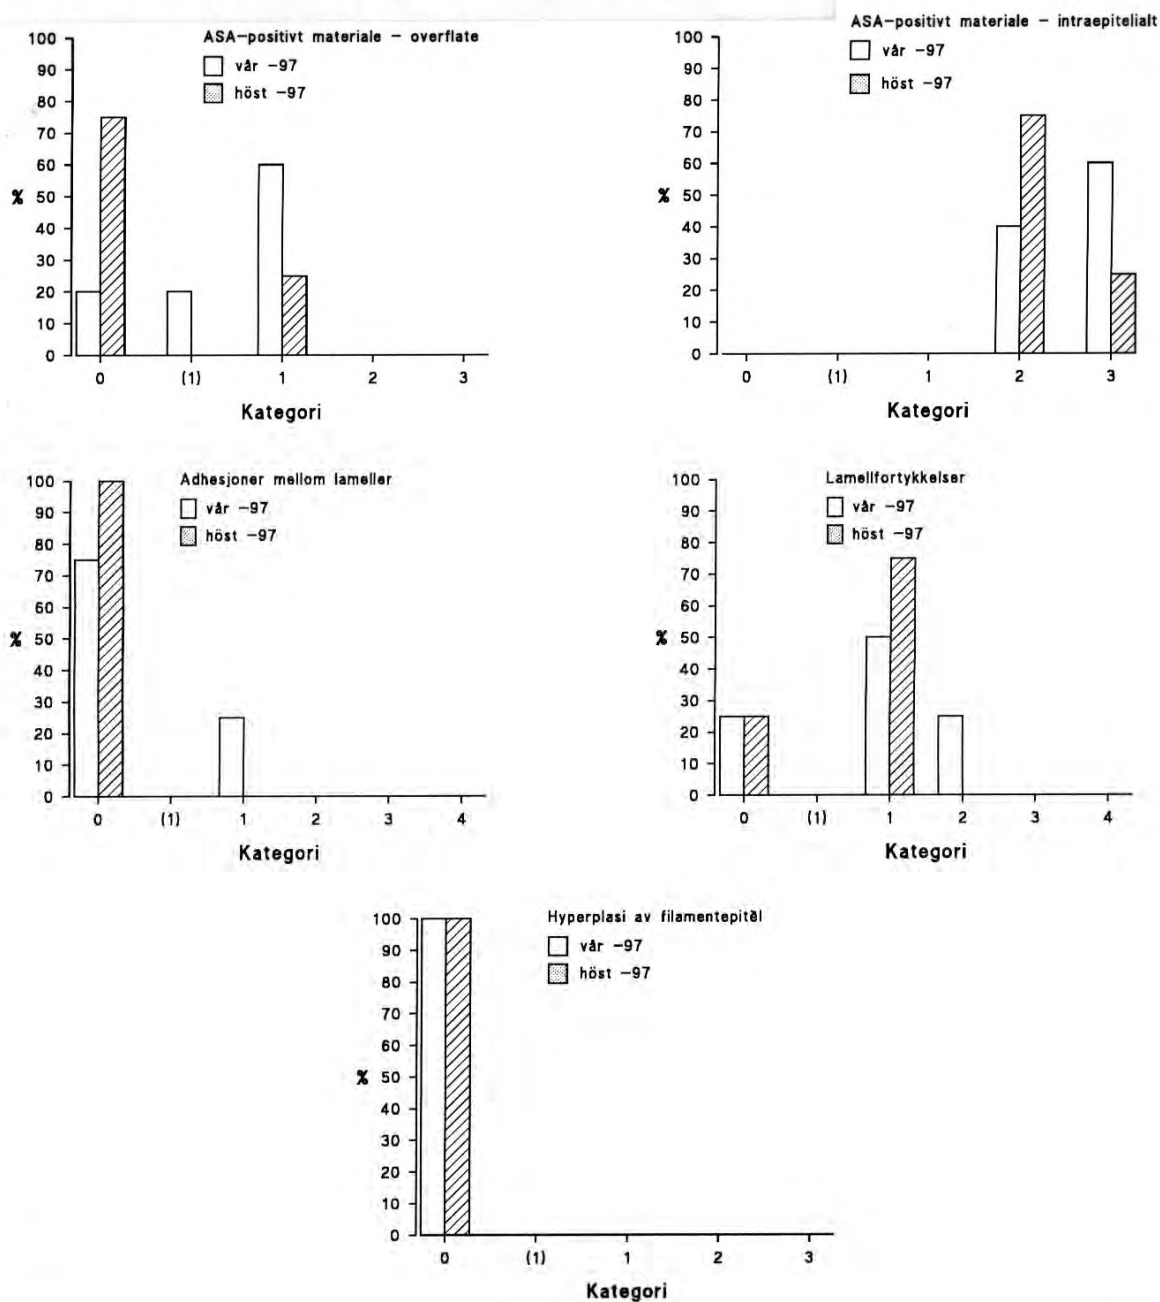 ASA-positivt materiale - overflate
vår -97
höst -97
100
90
80
70
60
50
40
30
20
10
0
%
0 (1) 1 2 3
Kategori
ASA-positivt materiale - intraepitelialt
vår -97
höst -97
100
90
80
70
60
50
40
30
20
10
0
%
0 (1) 1 2 3
Kategori
Adhesjoner mellom lameller
vår -97
höst -97
100
90
80
70
60
50
40
30
20
10
0
%
0 (1) 1 2 3 4
Kategori
Lamellfortykkelser
vår -97
höst -97
100
90
80
70
60
50
40
30
20
10
0
%
0 (1) 1 2 3 4
Kategori
Hyperplasi av filamentepitel
vår -97
höst -97
100
90
80
70
60
50
40
30
20
10
0
%
0 (1) 1 2 3
Kategori